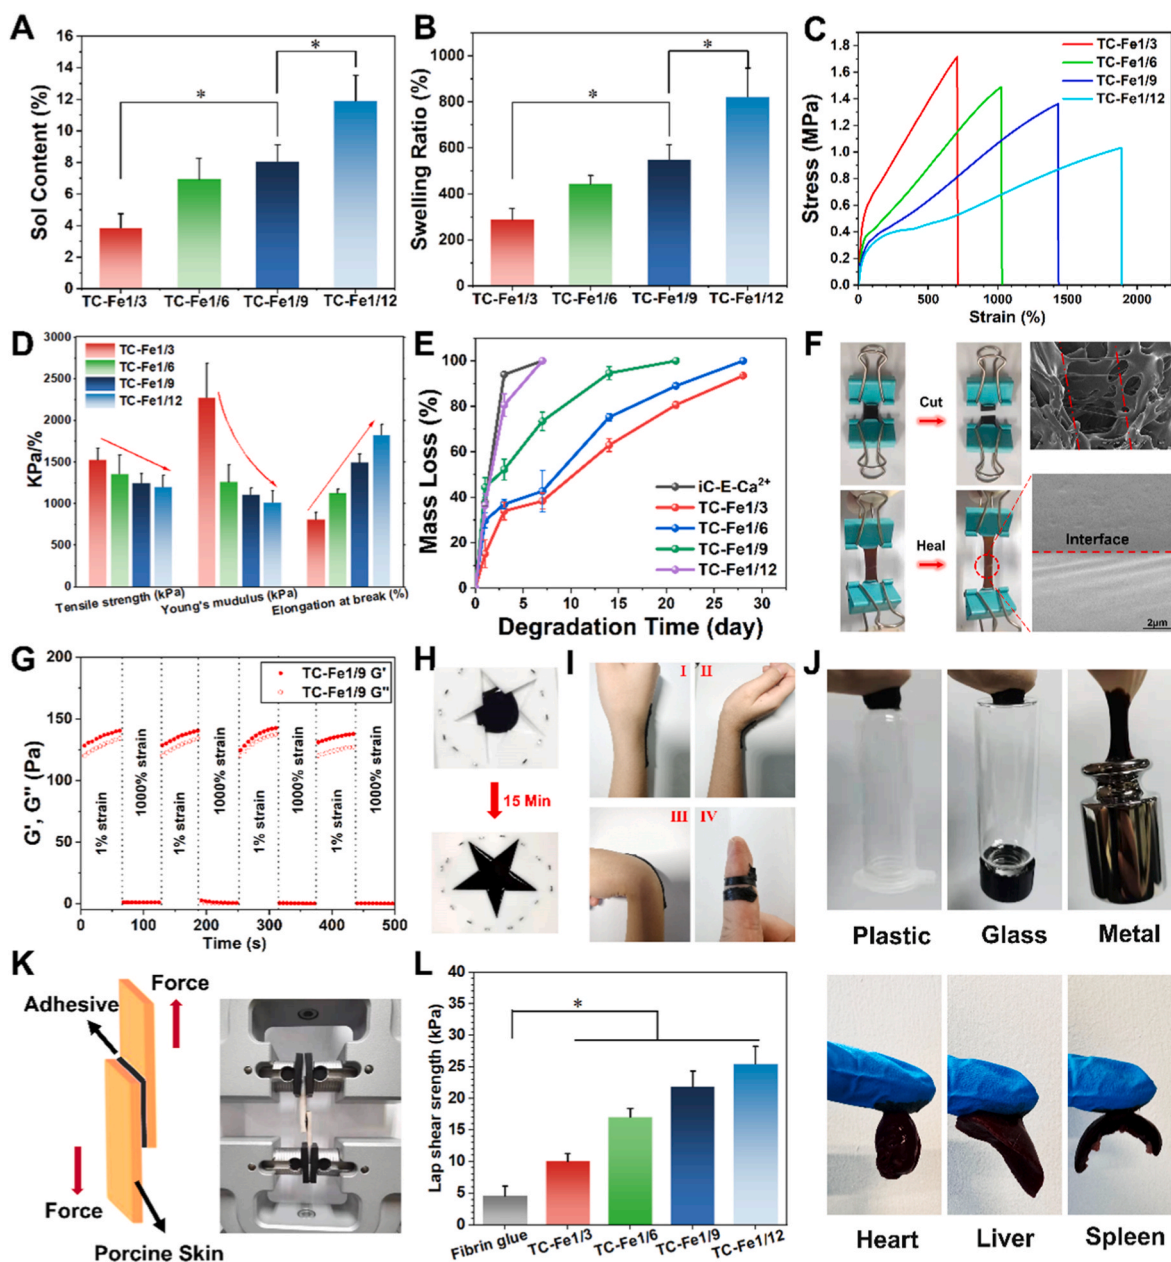 A
Sol Content (%)
16
14
12
10
8
6
4
2
0
*
*
TC-Fe1/3 TC-Fe1/6 TC-Fe1/9 TC-Fe1/12
B
Swelling Ratio (%)
1000
800
600
400
200
0
*
*
TC-Fe1/3 TC-Fe1/6 TC-Fe1/9 TC-Fe1/12
C
Stress (MPa)
1.8
1.6
1.4
1.2
1.0
0.8
0.6
0.4
0.2
0.0
TC-Fe1/3
TC-Fe1/6
TC-Fe1/9
TC-Fe1/12
0 500 1000 1500 2000
Strain (%)
D
KPa/%
3000
2500
2000
1500
1000
500
0
TC-Fe1/3
TC-Fe1/6
TC-Fe1/9
TC-Fe1/12
Tensile strength (kPa) Young's mudulus (kPa) Elongation at break (%)
E
Mass Loss (%)
100
80
60
40
20
0
iC-E-Ca²⁺
TC-Fe1/3
TC-Fe1/6
TC-Fe1/9
TC-Fe1/12
0 5 10 15 20 25 30
Degradation Time (day)
F
Cut
Heal
Interface
2μm
G
G', G" (Pa)
200
150
100
50
0
TC-Fe1/9 G'
TC-Fe1/9 G"
1% strain
1000% strain
1% strain
1000% strain
1% strain
1000% strain
1% strain
1000% strain
0 100 200 300 400 500
Time (s)
H
15 Min
I
I
II
III
IV
J
Plastic Glass Metal
Heart Liver Spleen
K
Force
Adhesive
Force
Porcine Skin
L
Lap shear srength (kPa)
40
35
30
25
20
15
10
5
0
*
Fibrin glue TC-Fe1/3 TC-Fe1/6 TC-Fe1/9 TC-Fe1/12